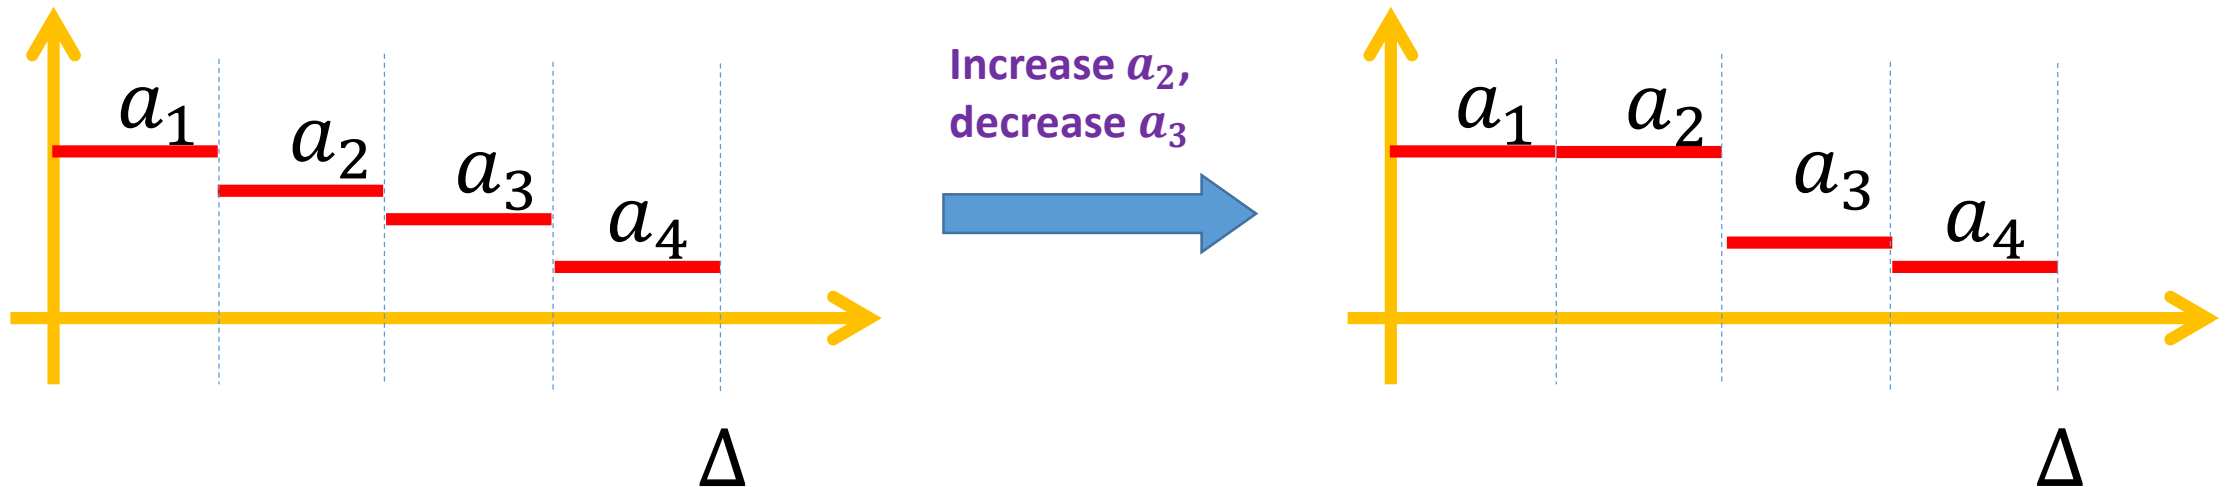 a₁
a₂
a₃
a₄
Δ
Increase a₂,
decrease a₃
a₁
a₂
a₃
a₄
Δ